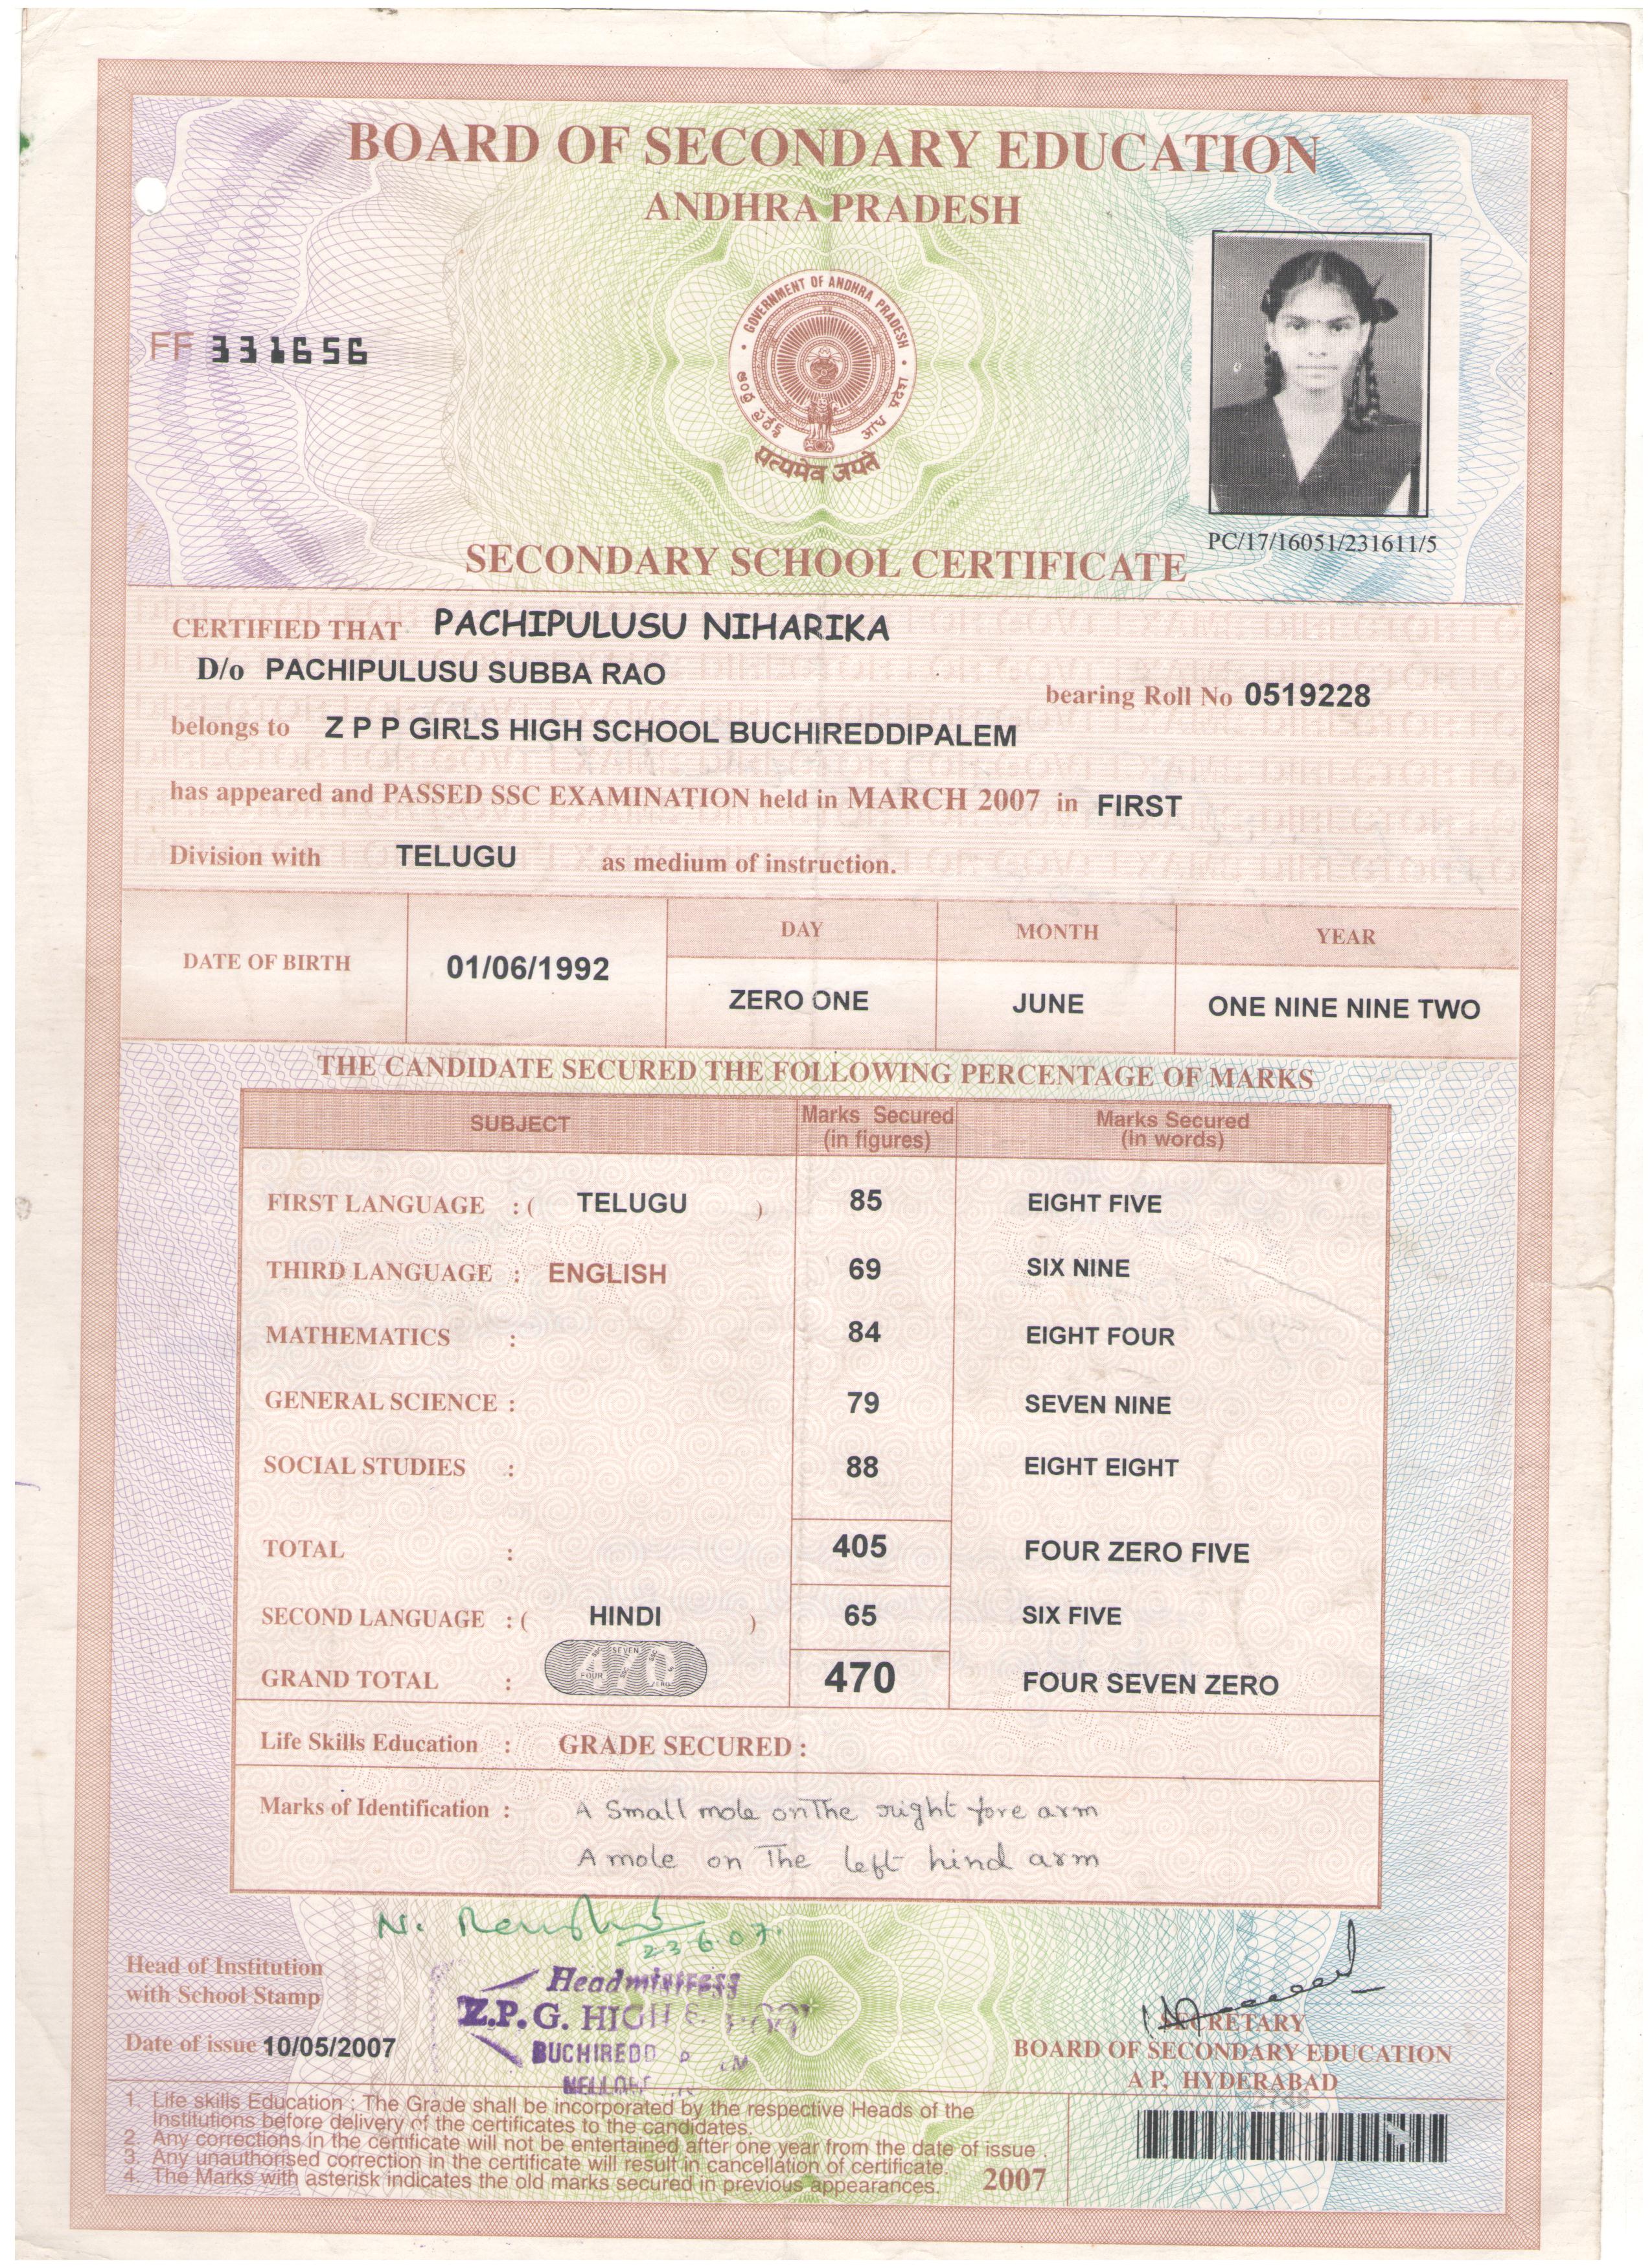 BOARD OF SECONDARY EDUCATION
ANDHRA PRADESH
GOVERNMENT OF ANDHRA PRADESH
सत्यमेव जयते
FF 331656
PC/17/16051/231611/5
SECONDARY SCHOOL CERTIFICATE
CERTIFIED THAT PACHIPULUSU NIHARIKA
D/o PACHIPULUSU SUBBA RAO
bearing Roll No 0519228
belongs to Z P P GIRLS HIGH SCHOOL BUCHIREDDIPALEM
has appeared and PASSED SSC EXAMINATION held in MARCH 2007 in FIRST
Division with TELUGU as medium of instruction.
DATE OF BIRTH 01/06/1992 DAY MONTH YEAR
ZERO ONE JUNE ONE NINE NINE TWO
THE CANDIDATE SECURED THE FOLLOWING PERCENTAGE OF MARKS
SUBJECT Marks Secured (in figures) Marks Secured (in words)
FIRST LANGUAGE : ( TELUGU ) 85 EIGHT FIVE
THIRD LANGUAGE : ENGLISH 69 SIX NINE
MATHEMATICS : 84 EIGHT FOUR
GENERAL SCIENCE : 79 SEVEN NINE
SOCIAL STUDIES : 88 EIGHT EIGHT
TOTAL : 405 FOUR ZERO FIVE
SECOND LANGUAGE : ( HINDI ) 65 SIX FIVE
GRAND TOTAL : 470 470 FOUR SEVEN ZERO
Life Skills Education : GRADE SECURED :
Marks of Identification : A Small mole on The right fore arm
A mole on The left hind arm
N.
23.6.07.
Head of Institution
with School Stamp
Headmistress
Z.P.G. HIGH
BUCHIREDD
Date of issue 10/05/2007
SECRETARY
BOARD OF SECONDARY EDUCATION
A.P. HYDERABAD
1. Life skills Education : The Grade shall be incorporated by the respective Heads of the
Institutions before delivery of the certificates to the candidates.
2. Any corrections in the certificate will not be entertained after one year from the date of issue .
3. Any unauthorised correction in the certificate will result in cancellation of certificate.
4. The Marks with asterisk indicates the old marks secured in previous appearances.
2007